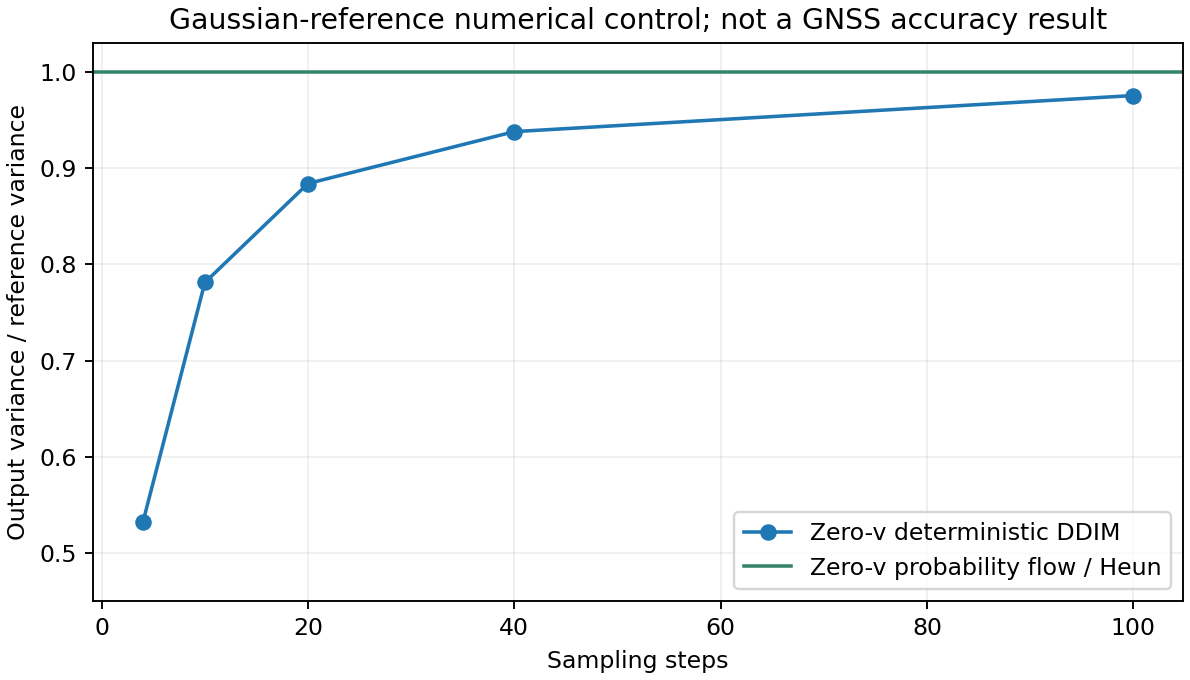 Gaussian-reference numerical control; not a GNSS accuracy result
Output variance / reference variance
1.0
0.9
0.8
0.7
0.6
0.5
Zero-v deterministic DDIM
Zero-v probability flow / Heun
0
20
40
60
80
100
Sampling steps